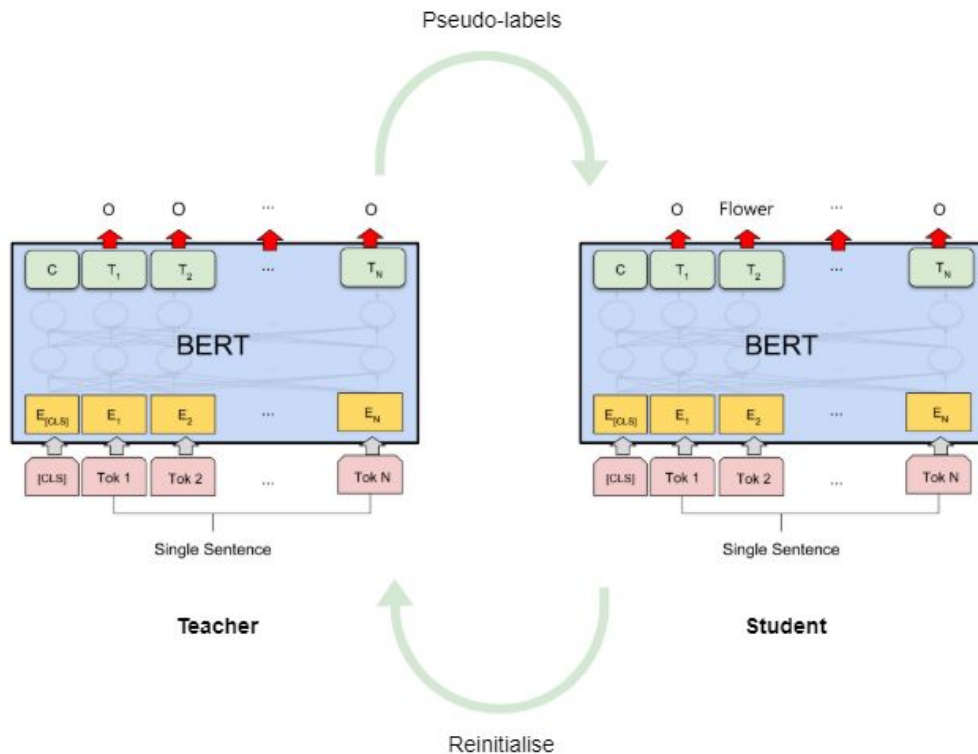 Pseudo-labels
O O ... O
O Flower ... O
C T1 T2 ... TN
C T1 T2 ... TN
BERT
BERT
E[CLS] E1 E2 ... EN
E[CLS] E1 E2 ... EN
[CLS] Tok 1 Tok 2 ... Tok N
[CLS] Tok 1 Tok 2 ... Tok N
Single Sentence
Single Sentence
Teacher
Student
Reinitialise